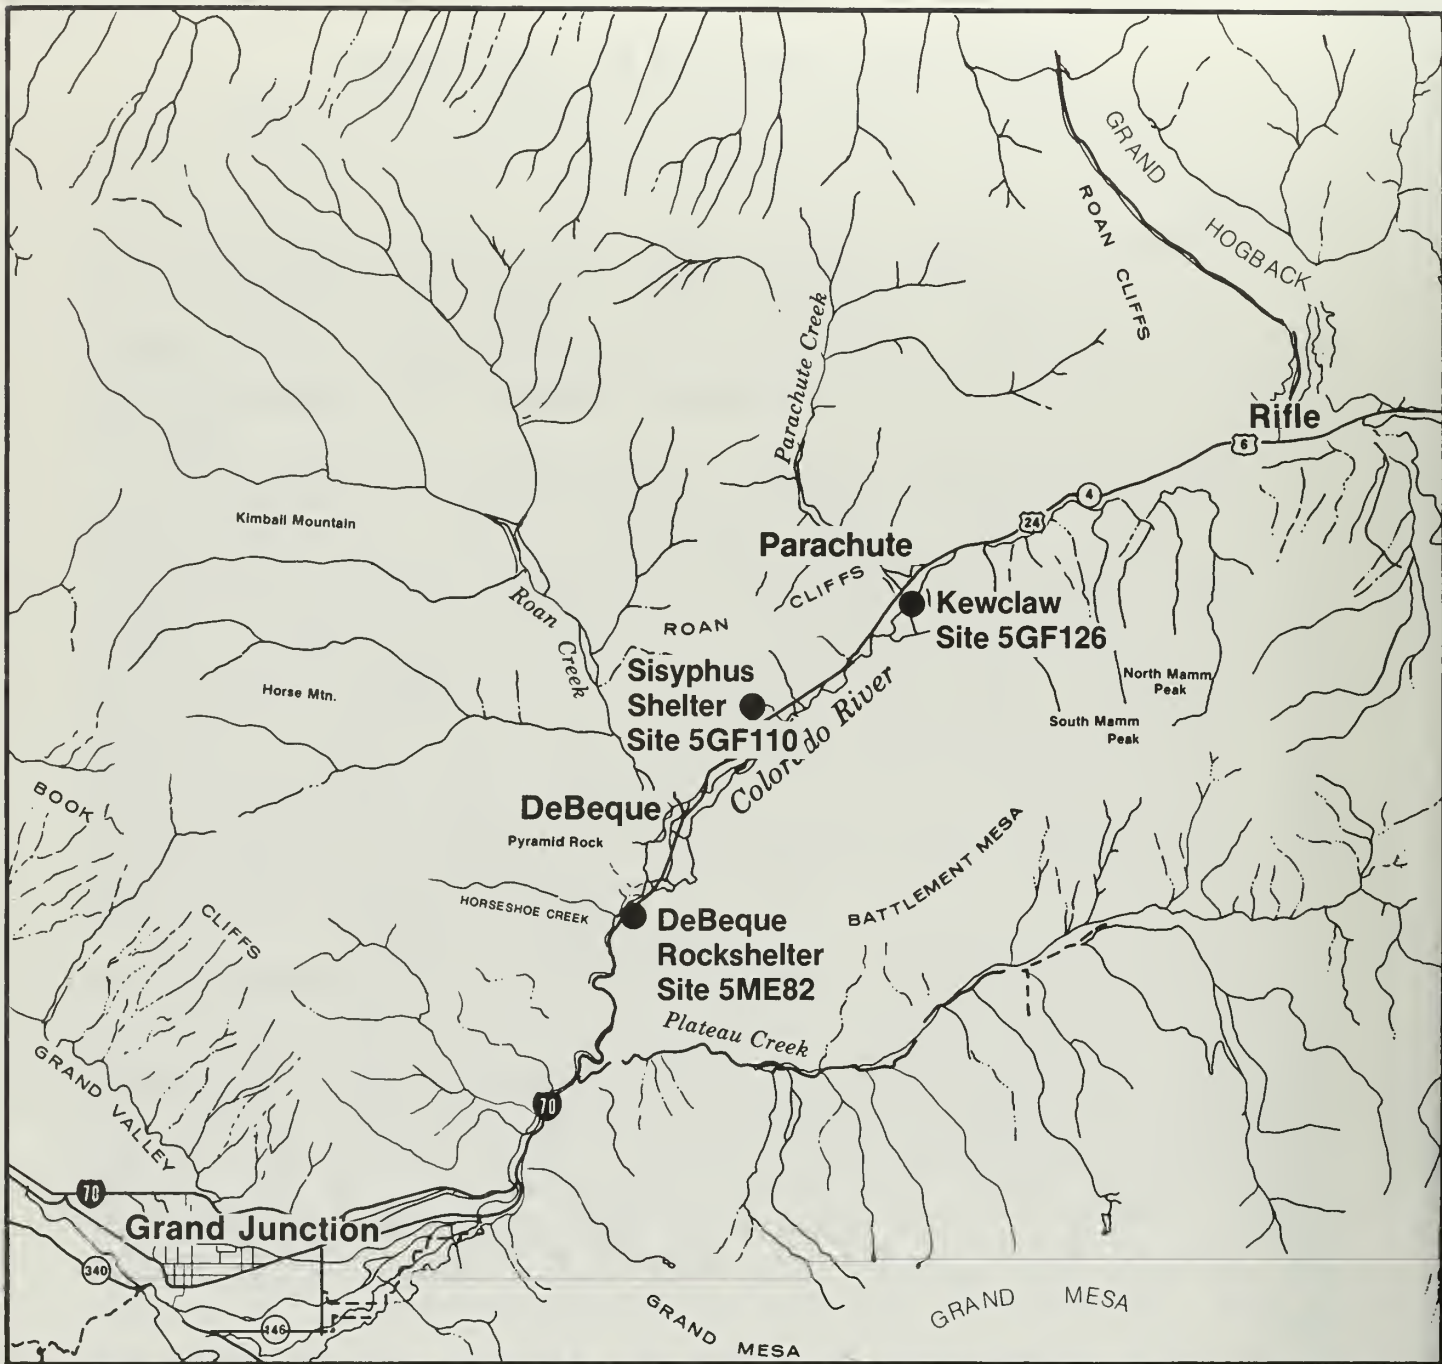 GRAND
HOGBACK
ROAN
CLIFFS
Parachute Creek
Rifle
6
4
24
Kimball Mountain
Parachute
CLIFFS
Roan
Creek
ROAN
Kewclaw
Site 5GF126
Sisyphus
Shelter
Site 5GF110
Colorado River
North Mamm
Peak
South Mamm
Peak
Horse Mtn.
BOOK
CLIFFS
DeBeque
Pyramid Rock
HORSESHOE CREEK
DeBeque
Rockshelter
Site 5ME82
BATTLEMENT MESA
Plateau Creek
GRAND VALLEY
70
70
Grand Junction
340
146
GRAND MESA
GRAND MESA